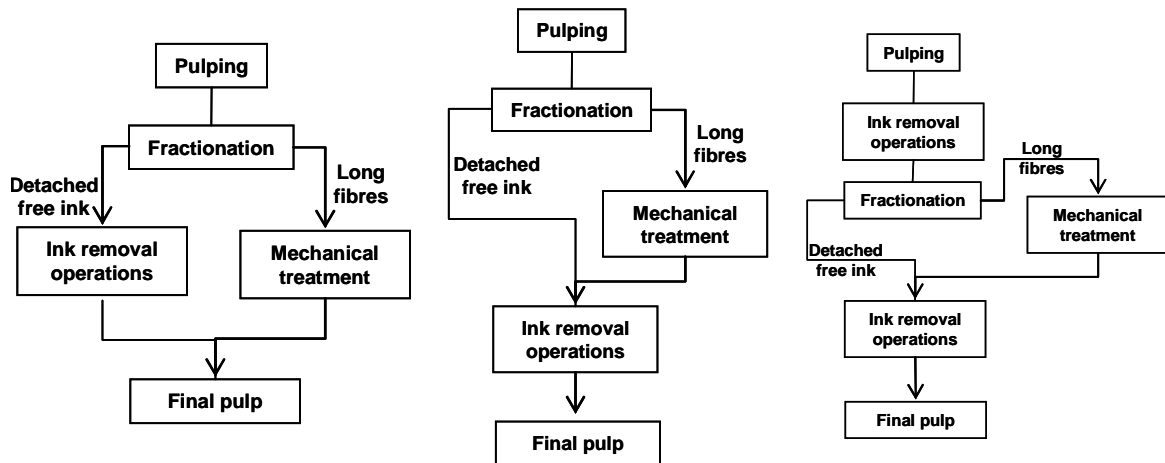 Pulping
Fractionation
Detached
free ink
Long
fibres
Ink removal
operations
Mechanical
treatment
Final pulp
Pulping
Fractionation
Detached
free ink
Long
fibres
Mechanical
treatment
Ink removal
operations
Final pulp
Pulping
Ink removal
operations
Long
fibres
Fractionation
Mechanical
treatment
Detached
free ink
Ink removal
operations
Final pulp